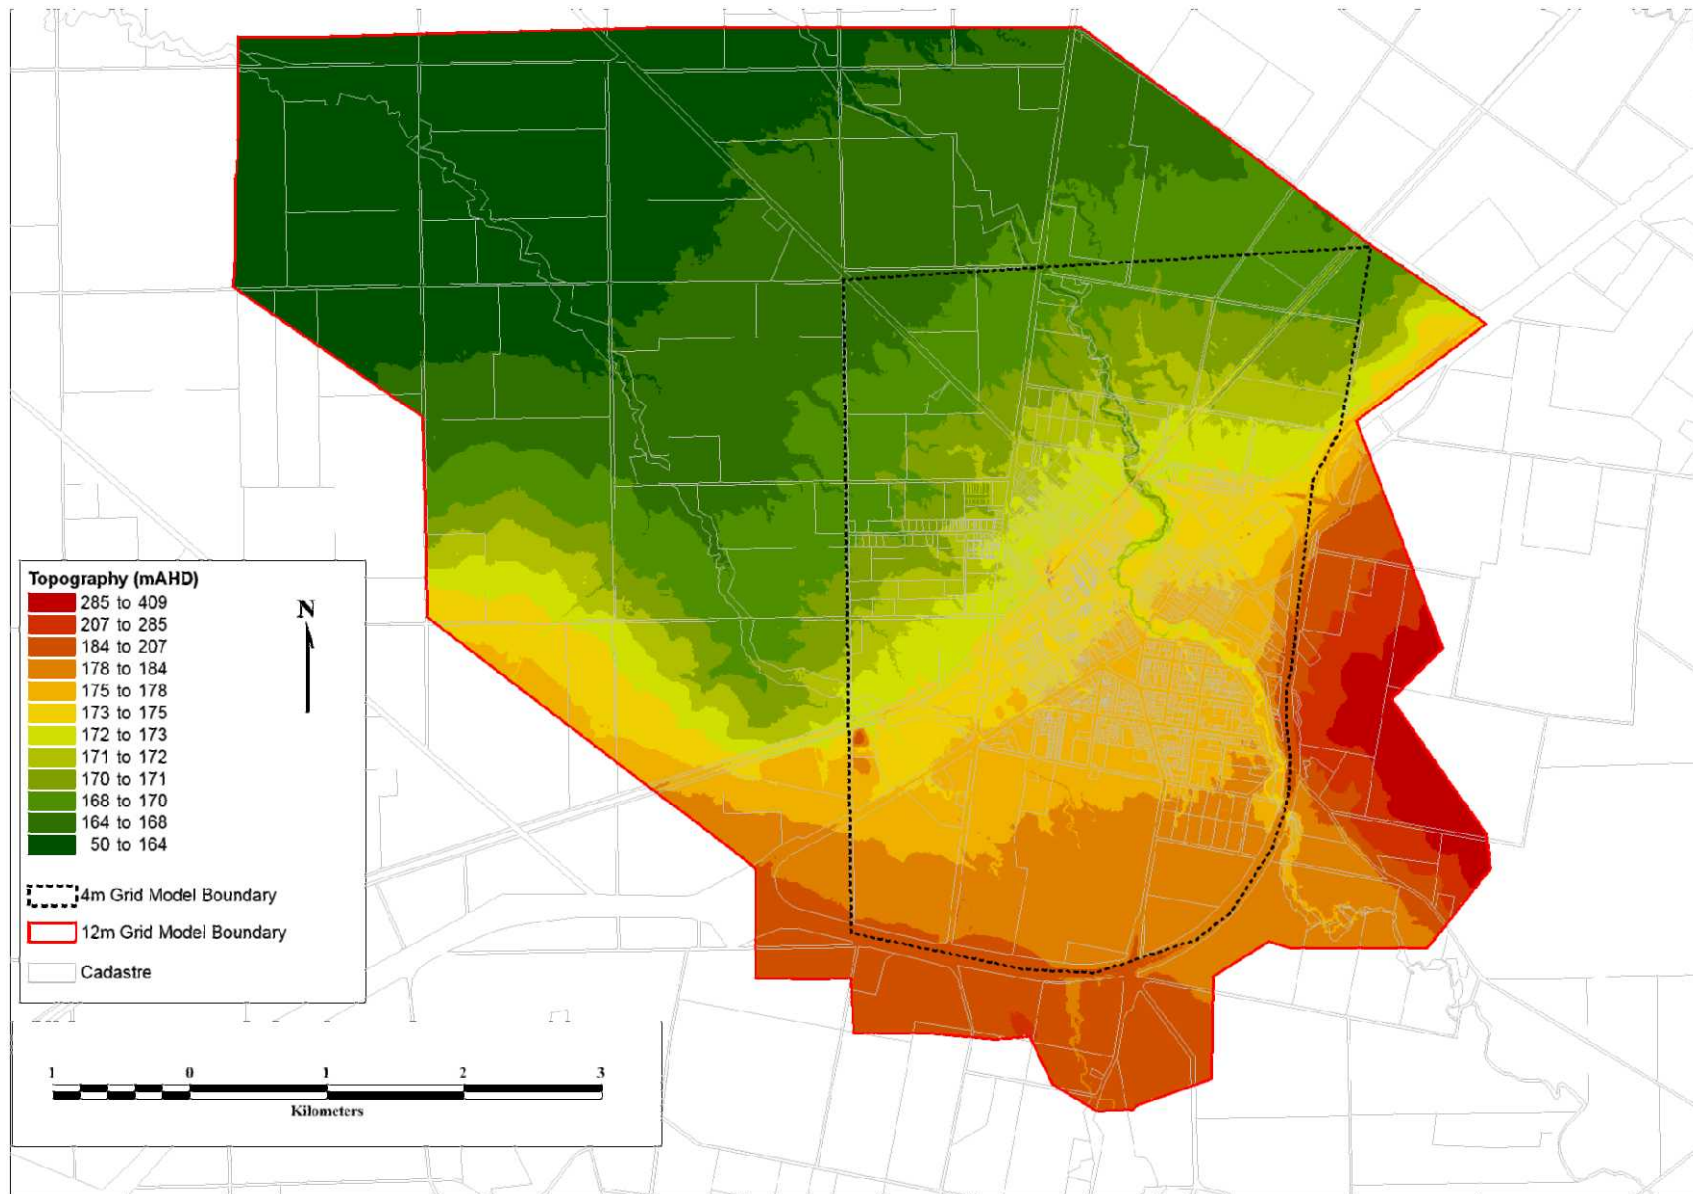 Topography (mAHD)
285 to 409
207 to 285
184 to 207
178 to 184
175 to 178
173 to 175
172 to 173
171 to 172
170 to 171
168 to 170
164 to 168
50 to 164
N
4m Grid Model Boundary
12m Grid Model Boundary
Cadastre
1 0 1 2 3
Kilometers